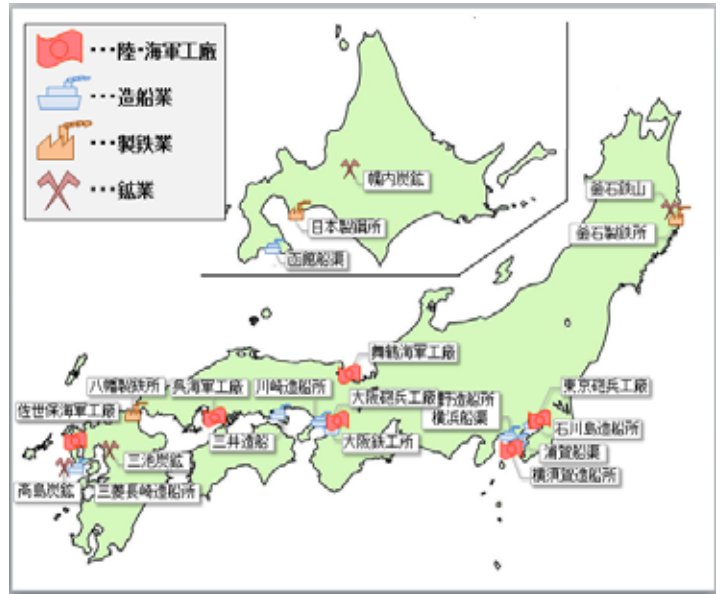 ･･･陸・海軍工廠
･･･造船業
･･･製鉄業
･･･鉱業
幌内炭鉱
日本製鋼所
函館船渠
釜石鉄山
釜石製鉄所
舞鶴海軍工廠
八幡製鉄所
呉海軍工廠
川崎造船所
大阪砲兵工廠
野造船所
横浜船渠
東京砲兵工廠
佐世保海軍工廠
三井造船
大阪鉄工所
石川島造船所
三池炭鉱
浦賀船渠
高島炭鉱
三菱長崎造船所
横須賀造船所